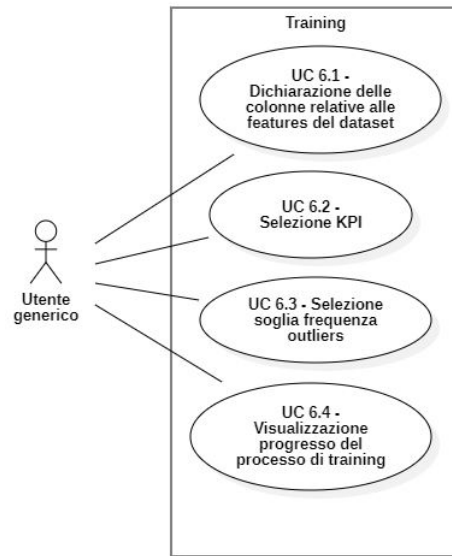 Training
UC 6.1 -
Dichiarazione delle
colonne relative alle
features del dataset
UC 6.2 -
Selezione KPI
Utente
generico
UC 6.3 - Selezione
soglia frequenza
outliers
UC 6.4 -
Visualizzazione
progresso del
processo di training